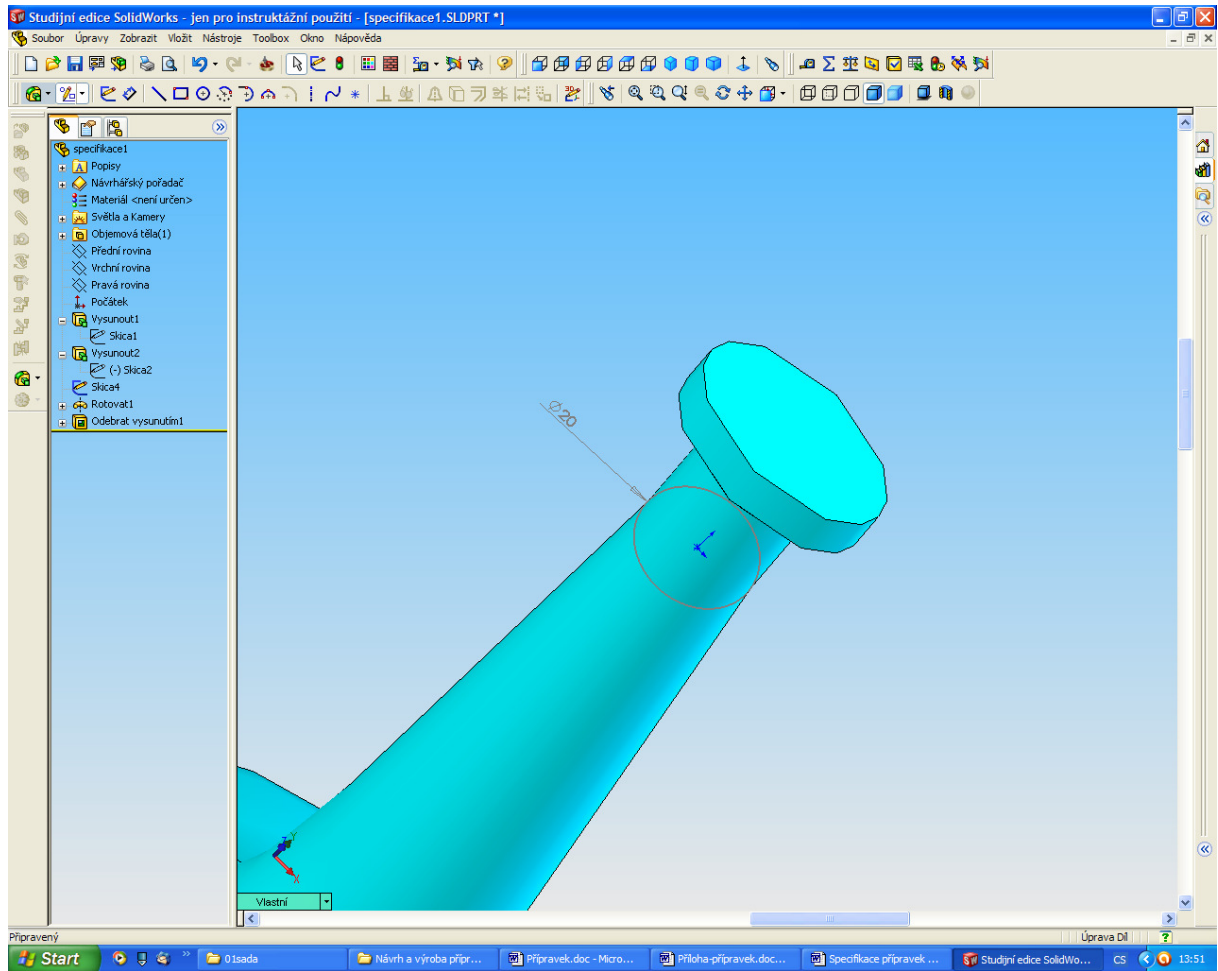 Studijní edice SolidWorks - jen pro instruktážní použití - [specifikace1.SLDPRT *]
Soubor Úpravy Zobrazit Vložit Nástroje Toolbox Okno Nápověda
specifikace1
Popisy
Návrhářský pořadač
Materiál <není určen>
Světla a Kamery
Objemová těla(1)
Přední rovina
Vrchní rovina
Pravá rovina
Počátek
Vysunout1
Skica1
Vysunout2
(-) Skica2
Skica4
Rotovat1
Odebrat vysunutím1
Ø20
Z Y
X
Vlastní
Připravený
Úprava Díl
Start
01sada
Návrh a výroba přípr...
Přípravek.doc - Micro...
Příloha-přípravek.doc...
Specifikace přípravek ...
Studijní edice SolidWo...
CS
13:51